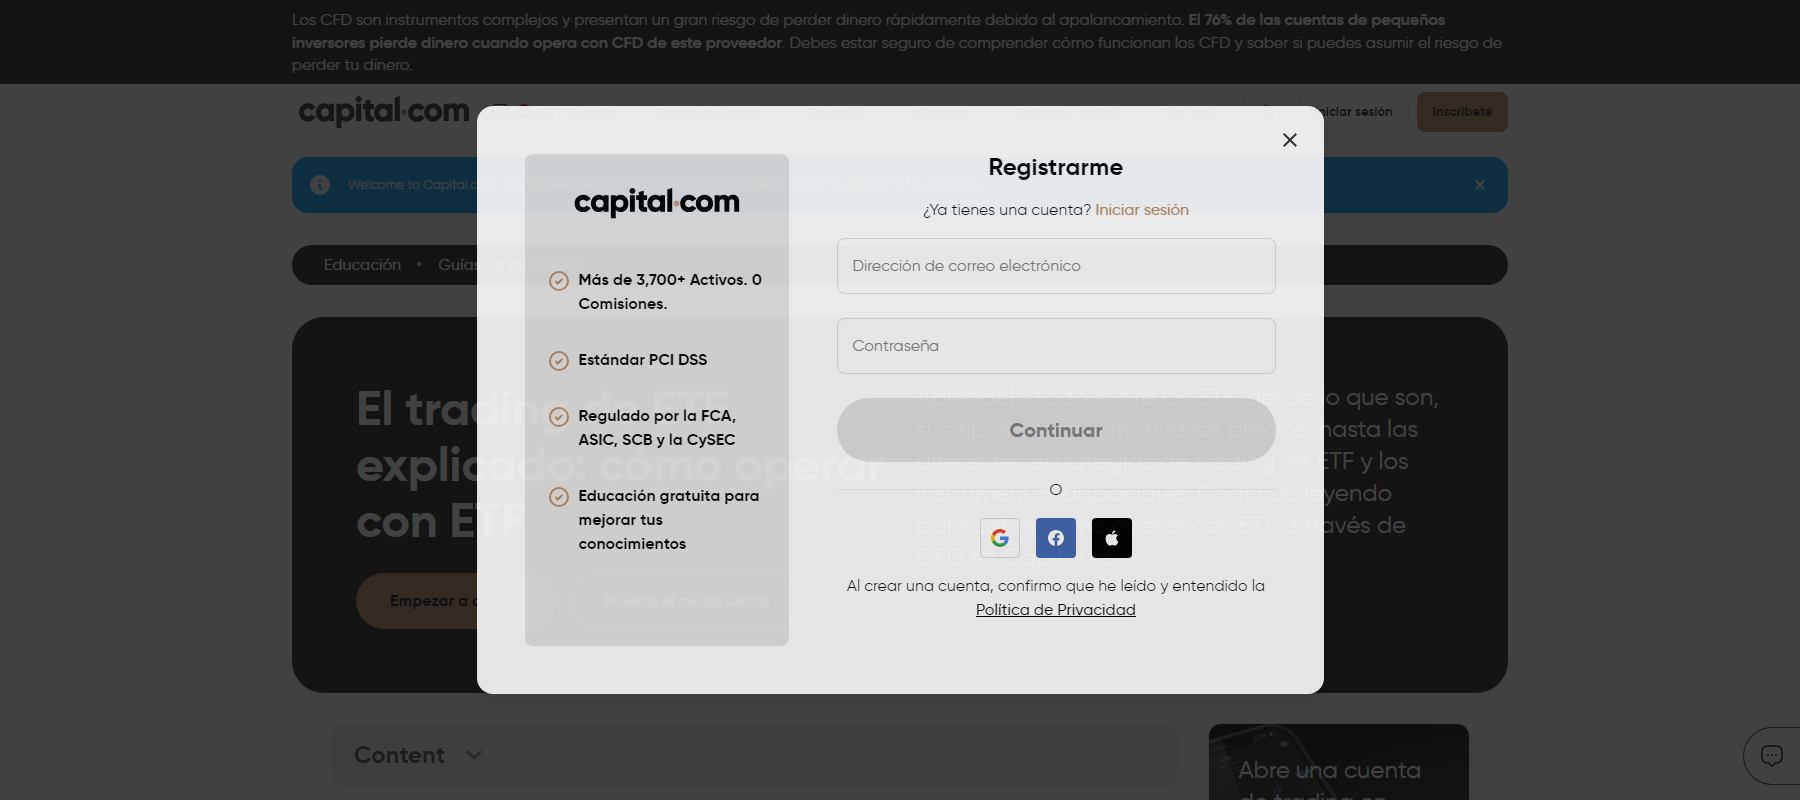 Los CFD son instrumentos complejos y presentan un gran riesgo de perder dinero rápidamente debido al apalancamiento. El 76% de las cuentas de pequeños
inversores pierde dinero cuando opera con CFD de este proveedor. Debes estar seguro de comprender cómo funcionan los CFD y saber si puedes asumir el riesgo de
perder tu dinero.
capital.com
Iniciar sesión
Inscríbete
Welcome to Capital.com
Educación • Guías de mercados
El trading de ETF
explicado: cómo operar
con ETF
Apréndelo todo sobre los ETF, desde lo que son,
sus tipos motiva los precios, hasta las
diferentes estrategias de trading de ETF y los
instrumentos disponibles. Continúa leyendo
para operar con ETF a través de
CFD en Capital.com.
Empezar a
Prueba el modo Demo
Content
Abre una cuenta
de trading en
capital.com
Más de 3,700+ Activos. 0
Comisiones.
Estándar PCI DSS
Regulado por la FCA,
ASIC, SCB y la CySEC
Educación gratuita para
mejorar tus
conocimientos
Registrarme
¿Ya tienes una cuenta? Iniciar sesión
Dirección de correo electrónico
Contraseña
Continuar
O
Al crear una cuenta, confirmo que he leído y entendido la
Política de Privacidad